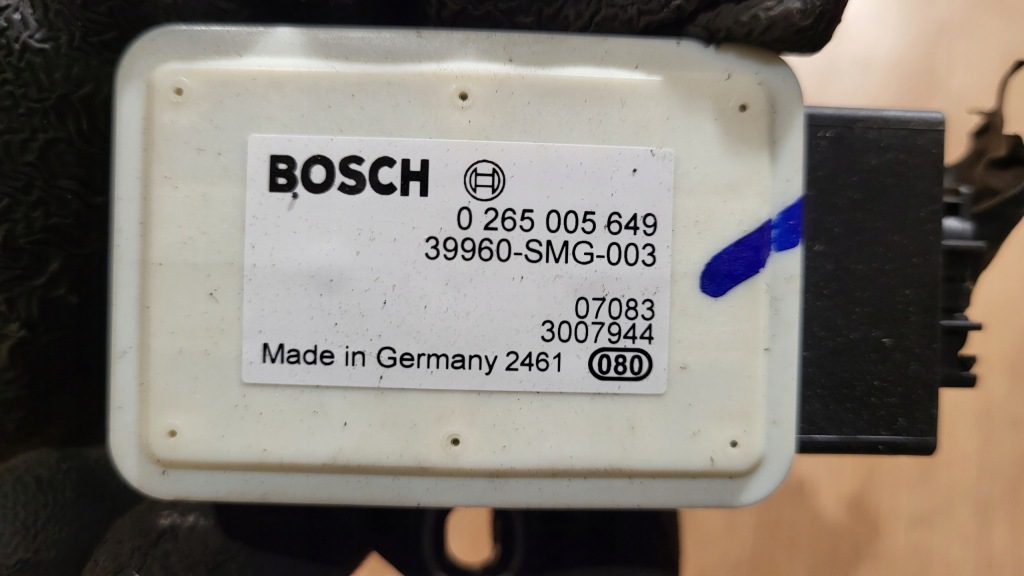 BOSCH
0 265 005 649
39960-SMG-003
07083
3007944
Made in Germany 2461 080